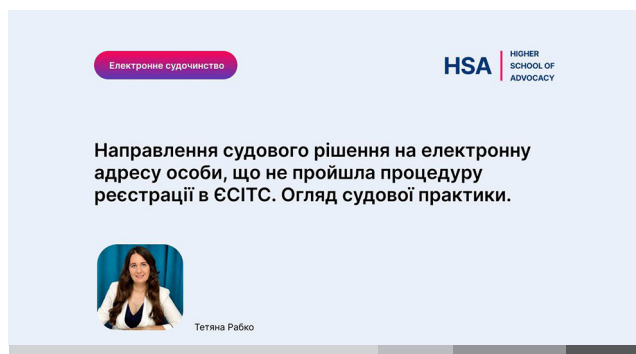 Електронне судочинство
HSA
HIGHER
SCHOOL OF
ADVOCACY
Направлення судового рішення на електронну
адресу особи, що не пройшла процедуру
реєстрації в ЄСІТС. Огляд судової практики.
Тетяна Рабко